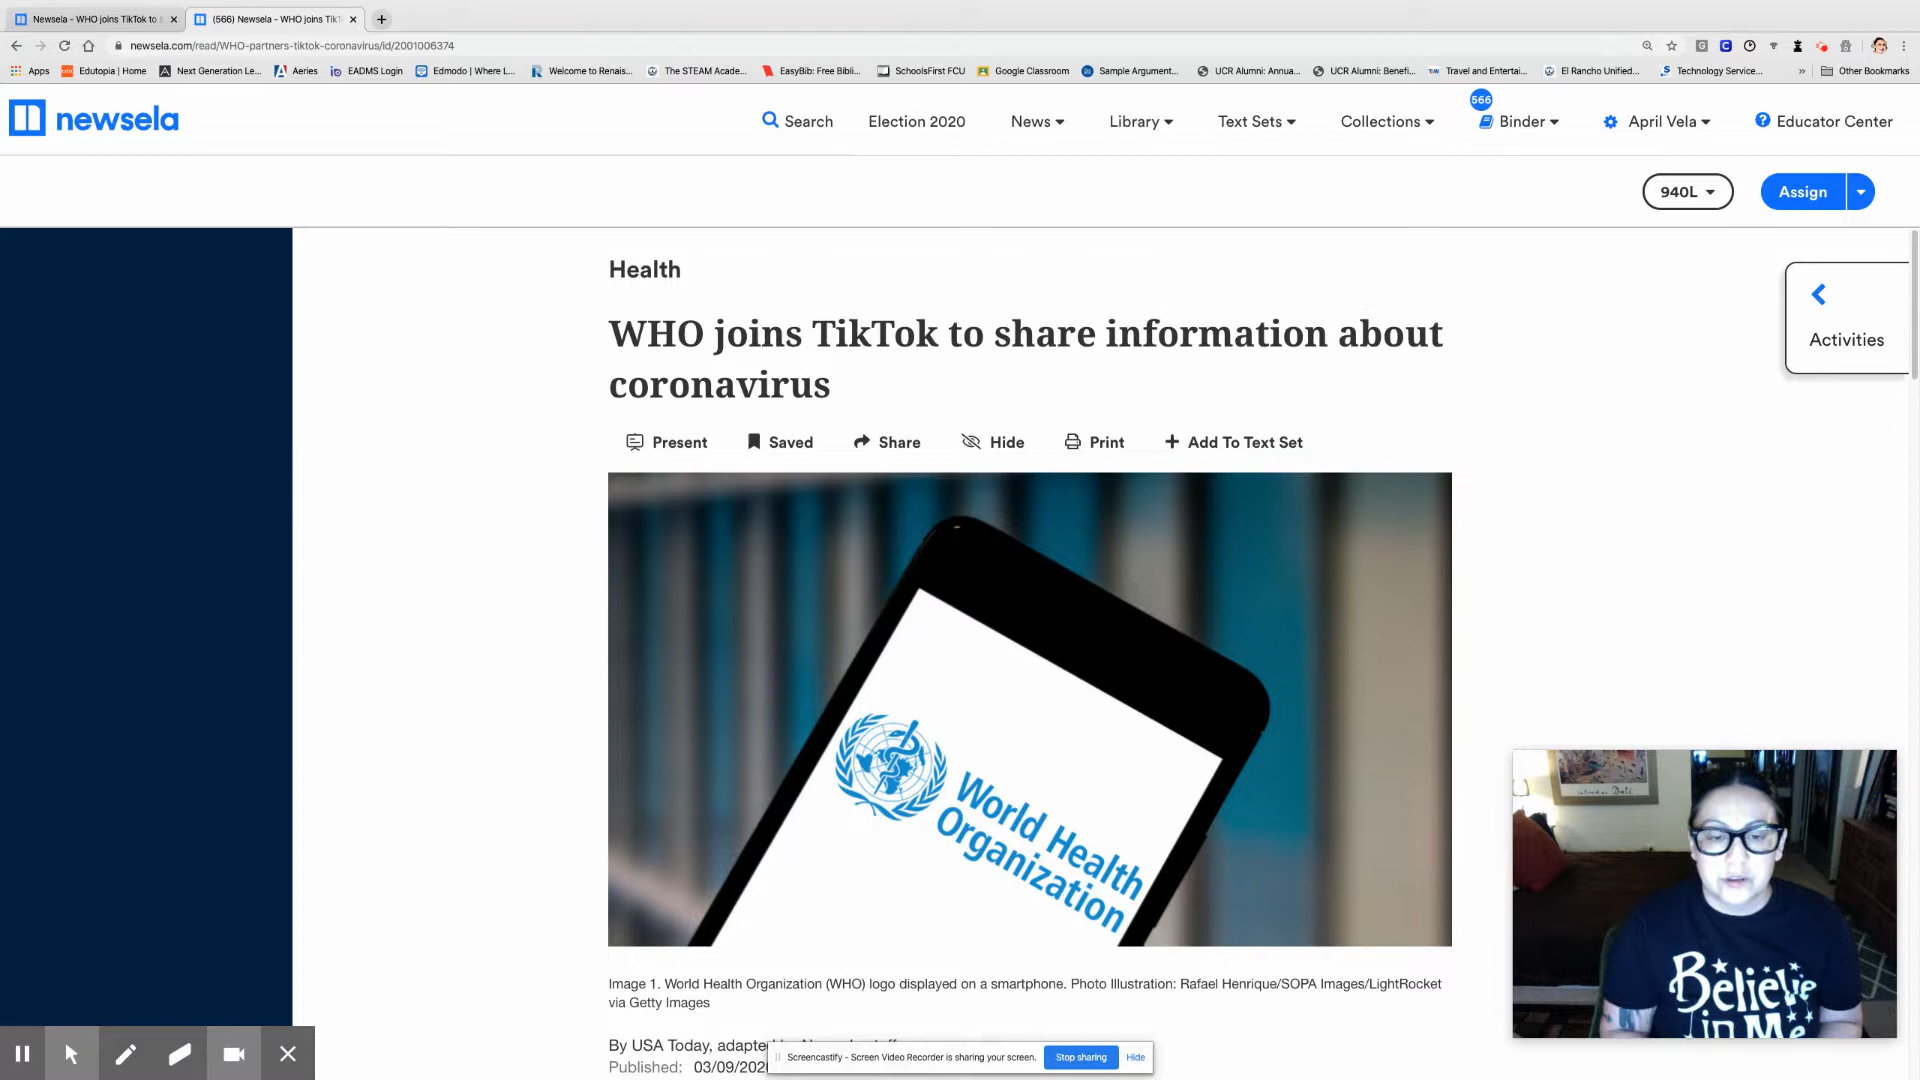 Newsela - WHO joins TikTok to
(566) Newsela - WHO joins TikT
newsela.com/read/WHO-partners-tiktok-coronavirus/id/2001006374
Apps
Edutopia | Home
Next Generation Le...
Aeries
EADMS Login
Edmodo | Where L...
Welcome to Renais...
The STEAM Acade...
EasyBib: Free Bibli...
SchoolsFirst FCU
Google Classroom
Sample Argument...
UCR Alumni: Annua...
UCR Alumni: Benefi...
Travel and Entertai...
El Rancho Unified...
Technology Service...
Other Bookmarks
newsela
Search
Election 2020
News
Library
Text Sets
Collections
566
Binder
April Vela
Educator Center
940L
Assign
Health
Activities
WHO joins TikTok to share information about
coronavirus
Present
Saved
Share
Hide
Print
Add To Text Set
World Health
Organization
Image 1. World Health Organization (WHO) logo displayed on a smartphone. Photo Illustration: Rafael Henrique/SOPA Images/LightRocket
via Getty Images
By USA Today, adapted
Published: 03/09/202
Screencastify - Screen Video Recorder is sharing your screen.
Stop sharing
Hide
Salvador Dali
Believe
in Me